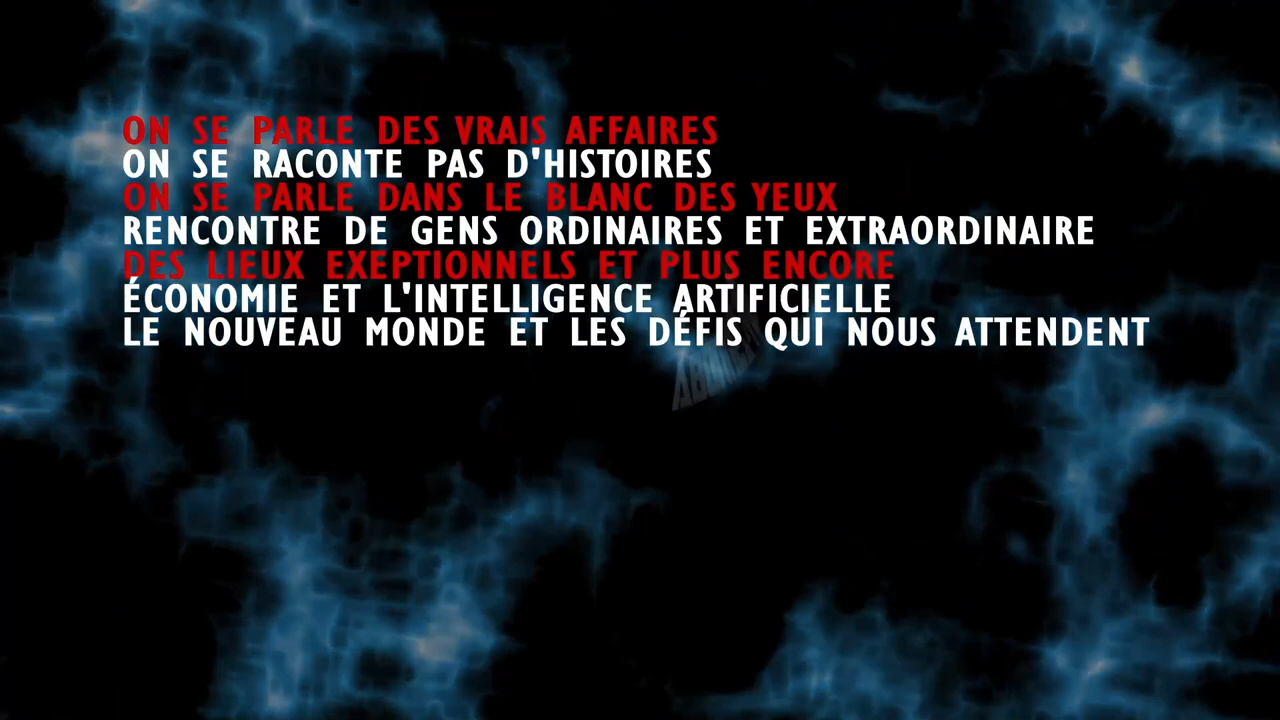 ON SE PARLE DES VRAIS AFFAIRES
ON SE RACONTE PAS D'HISTOIRES
ON SE PARLE DANS LE BLANC DES YEUX
RENCONTRE DE GENS ORDINAIRES ET EXTRAORDINAIRE
DES LIEUX EXEPTIONNELS ET PLUS ENCORE
ÉCONOMIE ET L'INTELLIGENCE ARTIFICIELLE
LE NOUVEAU MONDE ET LES DÉFIS QUI NOUS ATTENDENT